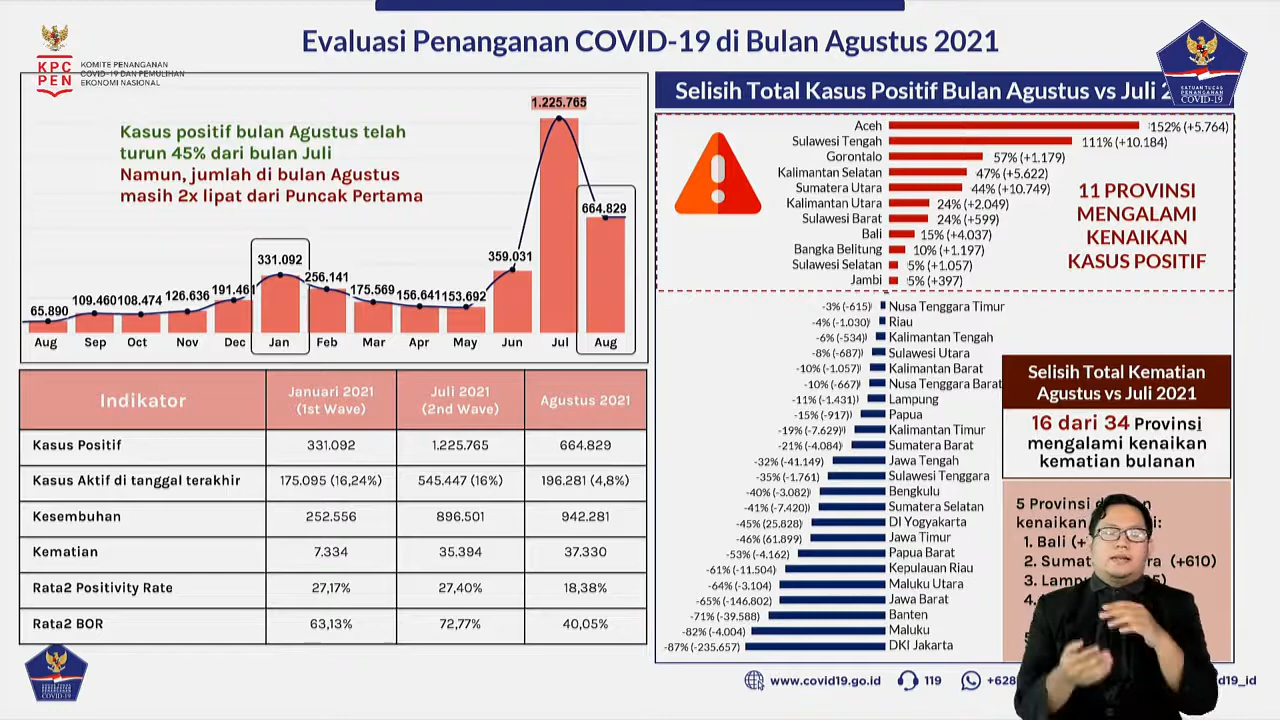 Evaluasi Penanganan COVID-19 di Bulan Agustus 2021
KPC
PEN
KOMITE PENANGANAN
COVID-19 DAN PEMULIHAN
EKONOMI NASIONAL
SATUAN TUGAS
PENANGANAN
COVID-19
Kasus positif bulan Agustus telah
turun 45% dari bulan Juli
Namun, jumlah di bulan Agustus
masih 2x lipat dari Puncak Pertama
65.890 109.460 108.474 126.636 191.461 331.092 256.141 175.569 156.641 153.692 359.031 1.225.765 664.829
Aug Sep Oct Nov Dec Jan Feb Mar Apr May Jun Jul Aug
Indikator Januari 2021 (1st Wave) Juli 2021 (2nd Wave) Agustus 2021
Kasus Positif 331.092 1.225.765 664.829
Kasus Aktif di tanggal terakhir 175.095 (16,24%) 545.447 (16%) 196.281 (4,8%)
Kesembuhan 252.556 896.501 942.281
Kematian 7.334 35.394 37.330
Rata2 Positivity Rate 27,17% 27,40% 18,38%
Rata2 BOR 63,13% 72,77% 40,05%
Selisih Total Kasus Positif Bulan Agustus vs Juli 2
Aceh 152% (+5.764)
Sulawesi Tengah 111% (+10.184)
Gorontalo 57% (+1.179)
Kalimantan Selatan 47% (+5.622)
Sumatera Utara 44% (+10.749)
Kalimantan Utara 24% (+2.049)
Sulawesi Barat 24% (+599)
Bali 15% (+4.037)
Bangka Belitung 10% (+1.197)
Sulawesi Selatan 5% (+1.057)
Jambi 5% (+397)
11 PROVINSI
MENGALAMI
KENAIKAN
KASUS POSITIF
-3% (-615) Nusa Tenggara Timur
-4% (-1.030) Riau
-6% (-534) Kalimantan Tengah
-8% (-687) Sulawesi Utara
-10% (-1.057) Kalimantan Barat
-10% (-667) Nusa Tenggara Barat
-11% (-1.431) Lampung
-15% (-917) Papua
-19% (-7.629) Kalimantan Timur
-21% (-4.084) Sumatera Barat
-32% (-41.149) Jawa Tengah
-35% (-1.761) Sulawesi Tenggara
-40% (-3.082) Bengkulu
-41% (-7.420) Sumatera Selatan
-45% (25.828) DI Yogyakarta
-46% (61.899) Jawa Timur
-53% (-4.162) Papua Barat
-61% (-11.504) Kepulauan Riau
-64% (-3.104) Maluku Utara
-65% (-146.802) Jawa Barat
-71% (-39.588) Banten
-82% (-4.004) Maluku
-87% (-235.657) DKI Jakarta
Selisih Total Kematian
Agustus vs Juli 2021
16 dari 34 Provinsi
mengalami kenaikan
kematian bulanan
5 Provinsi
kenaikan
1. Bali (+
2. (+610)
3.
4.
www.covid19.go.id 119 +628